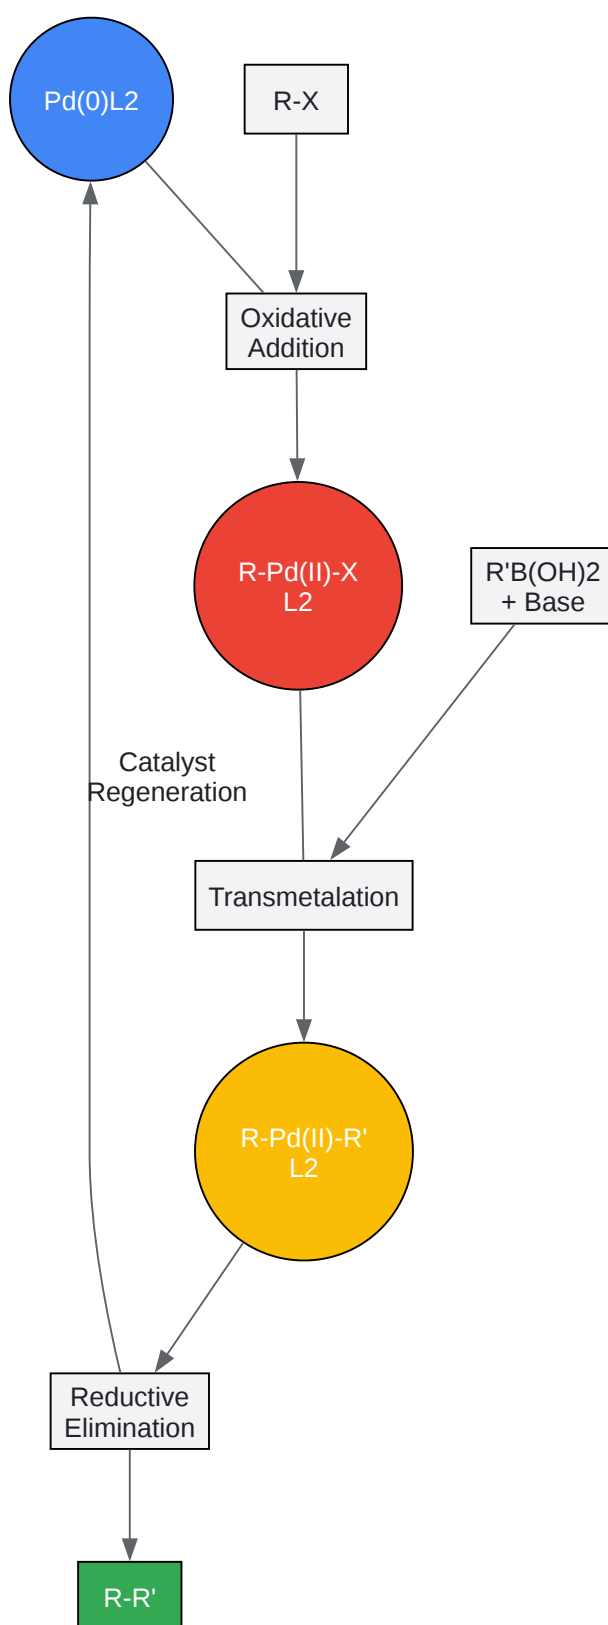 Pd(0)L2
R-X
Oxidative
Addition
R-Pd(II)-X
L2
R'B(OH)2
+ Base
Catalyst
Regeneration
Transmetalation
R-Pd(II)-R'
L2
Reductive
Elimination
R-R'